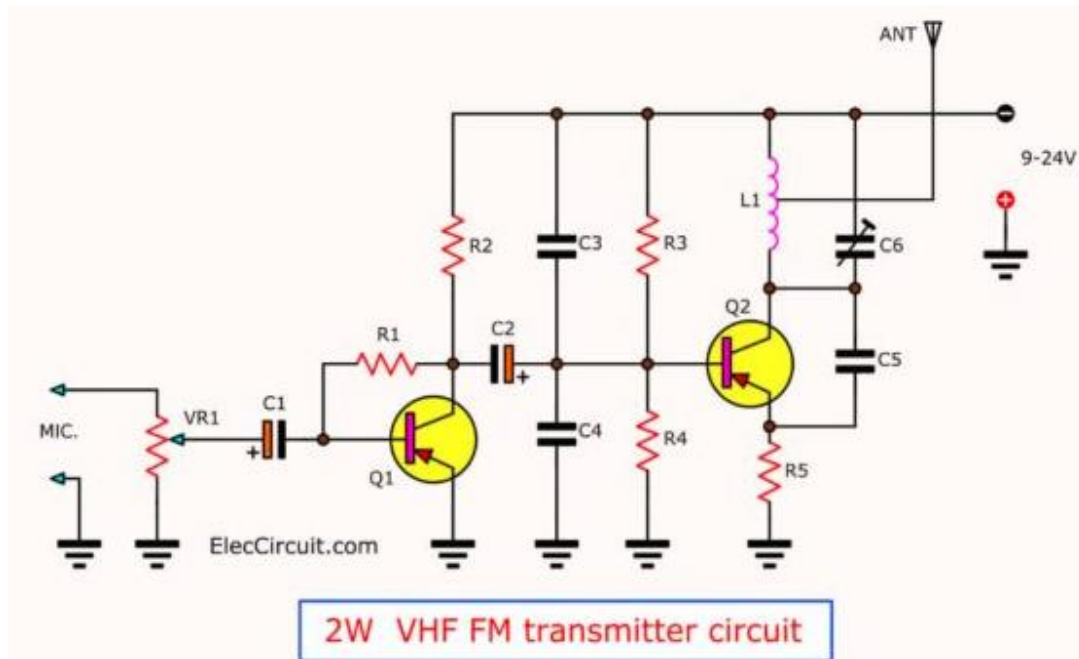 ANT
9-24V
L1
R2
C3
R3
C6
Q2
R1
C2
C5
MIC.
VR1
C1
+
+
Q1
C4
R4
R5
ElecCircuit.com
2W VHF FM transmitter circuit